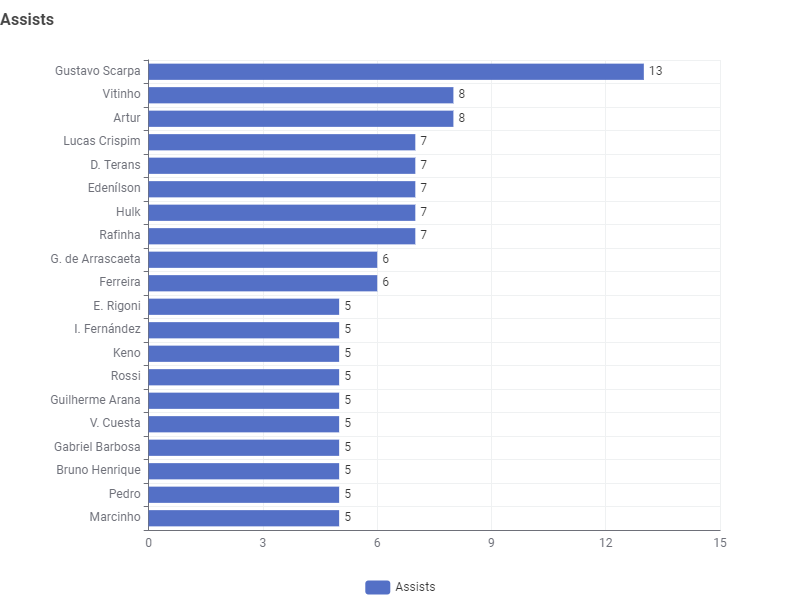 Assists
Gustavo Scarpa 13
Vitinho 8
Artur 8
Lucas Crispim 7
D. Terans 7
Edenílson 7
Hulk 7
Rafinha 7
G. de Arrascaeta 6
Ferreira 6
E. Rigoni 5
I. Fernández 5
Keno 5
Rossi 5
Guilherme Arana 5
V. Cuesta 5
Gabriel Barbosa 5
Bruno Henrique 5
Pedro 5
Marcinho 5
0 3 6 9 12 15
Assists